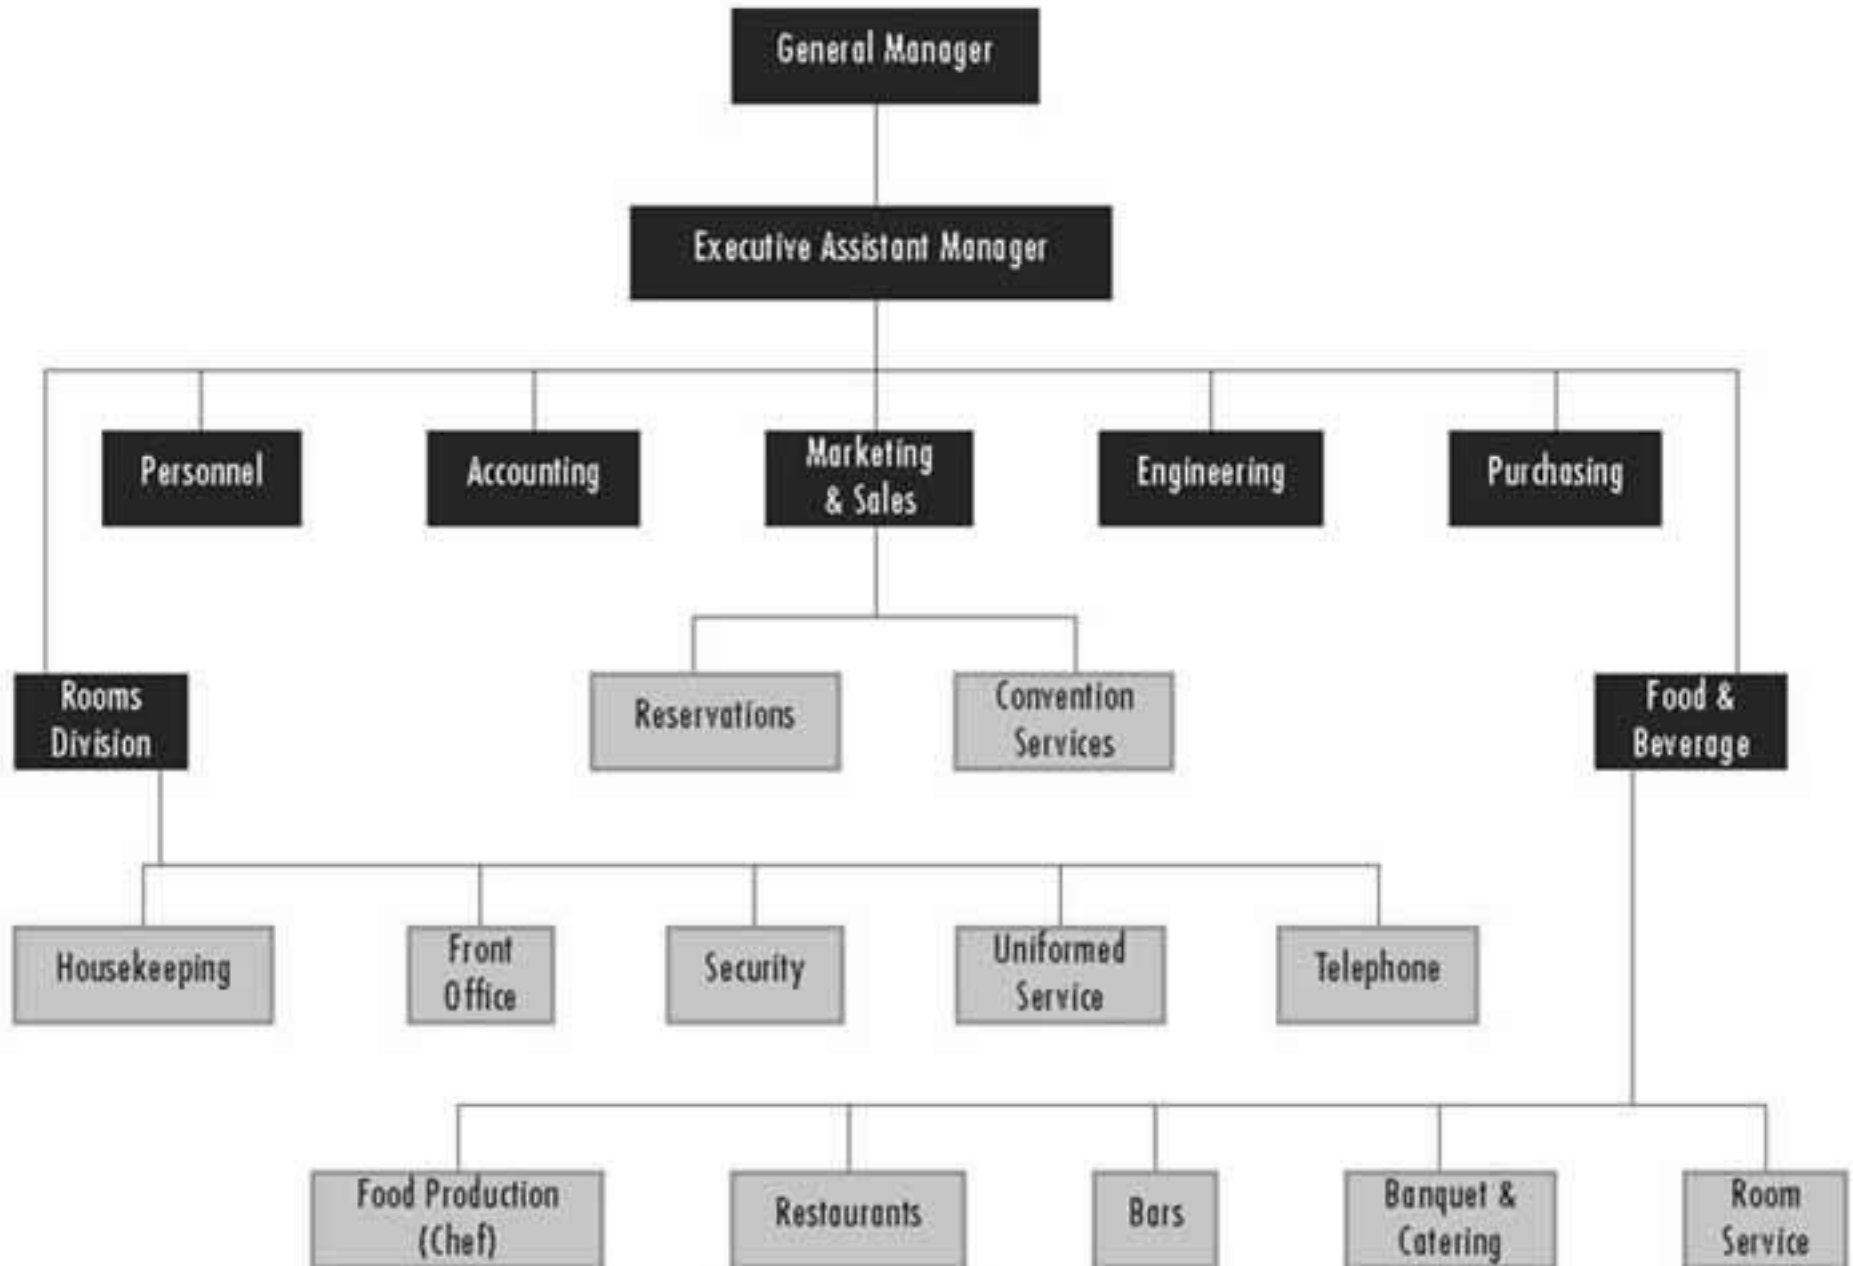 General Manager
Executive Assistant Manager
Personnel
Accounting
Marketing
& Sales
Engineering
Purchasing
Rooms
Division
Reservations
Convention
Services
Food &
Beverage
Housekeeping
Front
Office
Security
Uniformed
Service
Telephone
Food Production
(Chef)
Restaurants
Bars
Banquet &
Catering
Room
Service